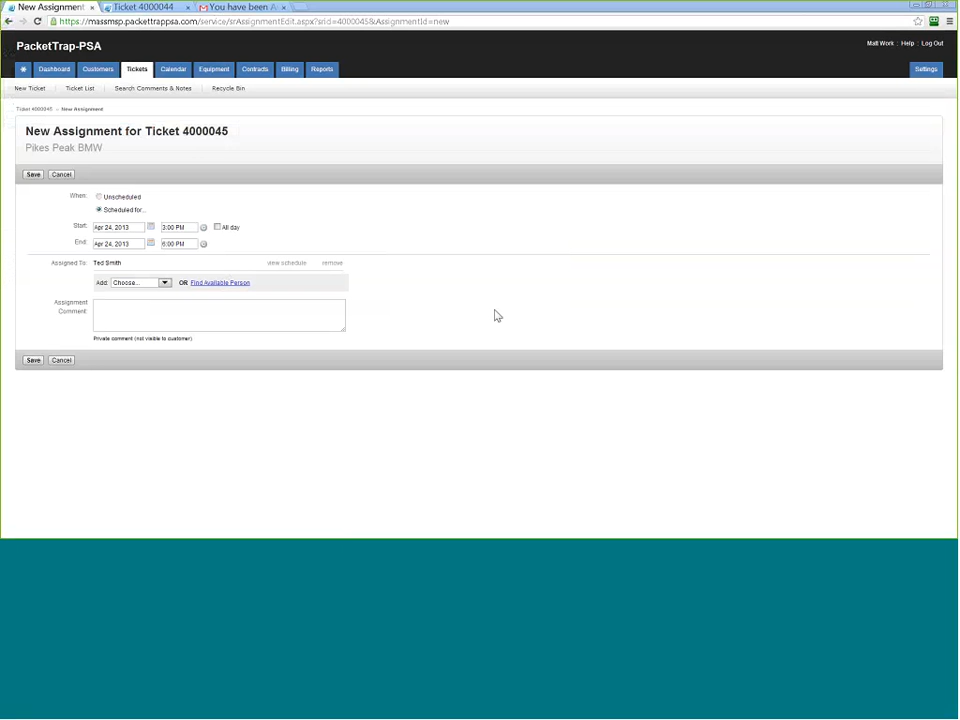 New Assignment
Ticket 4000044
You have been A
https://massmsp.packettrappsa.com/service/srAssignmentEdit.aspx?srId=4000045&AssignmentId=new
PacketTrap-PSA
Matt Work Help Log Out
Dashboard Customers Tickets Calendar Equipment Contracts Billing Reports Settings
New Ticket Ticket List Search Comments & Notes Recycle Bin
Ticket 4000045 > New Assignment
New Assignment for Ticket 4000045
Pikes Peak BMW
Save Cancel
When: Unscheduled
Scheduled for...
Start: Apr 24, 2013 3:00 PM All day
End: Apr 24, 2013 6:00 PM
Assigned To: Ted Smith view schedule remove
Add: Choose... OR Find Available Person
Assignment
Comment:
Private comment (not visible to customer)
Save Cancel